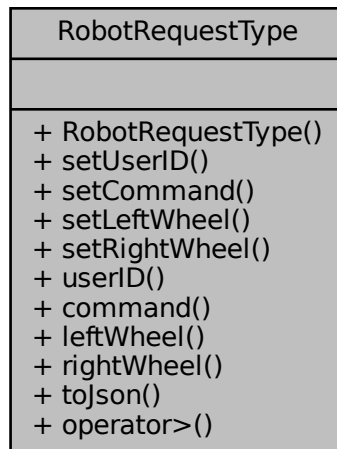 RobotRequestType
+ RobotRequestType()
+ setUserID()
+ setCommand()
+ setLeftWheel()
+ setRightWheel()
+ userID()
+ command()
+ leftWheel()
+ rightWheel()
+ toJson()
+ operator>()